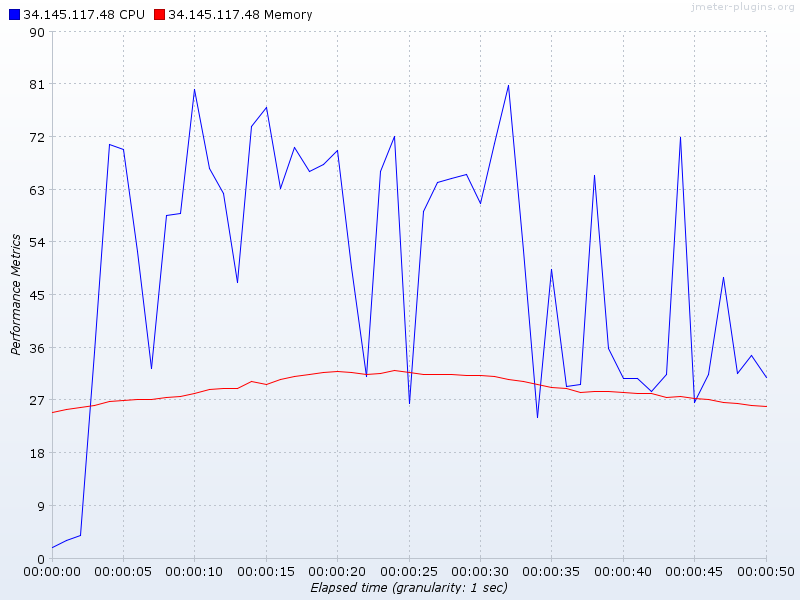 jmeter-plugins.org
34.145.117.48 CPU 34.145.117.48 Memory
90
81
72
63
54
45
36
27
18
9
0
Performance Metrics
00:00:00 00:00:05 00:00:10 00:00:15 00:00:20 00:00:25 00:00:30 00:00:35 00:00:40 00:00:45 00:00:50
Elapsed time (granularity: 1 sec)